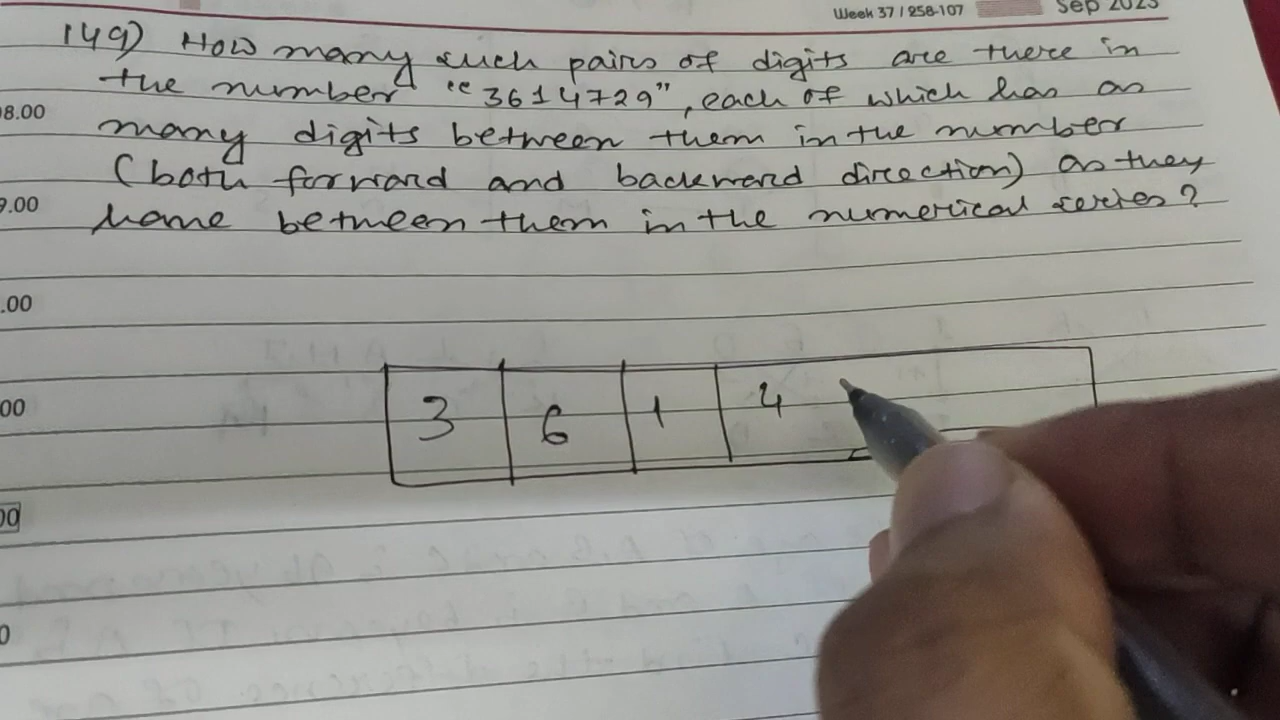 Week 37 / 258-107
Sep 2023
149) How many such pairs of digits are there in
the number "3614729", each of which has as
08.00
many digits between them in the number
(both forward and backward direction) as they
9.00
have between them in the numerical series?
.00
00
3 6 1 4
00
0